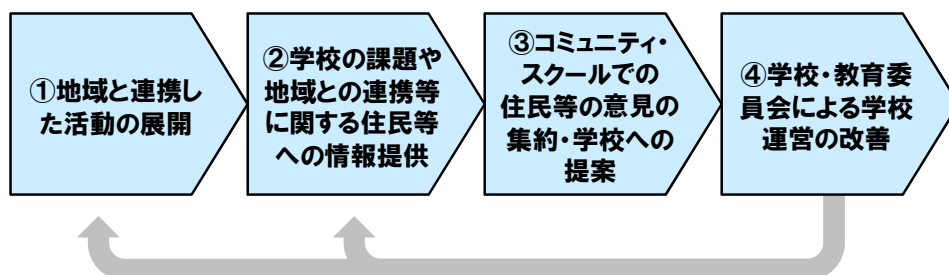 ①地域と連携し
た活動の展開
②学校の課題や
地域との連携等
に関する住民等
への情報提供
③コミュニティ・
スクールでの
住民等の意見の
集約・学校への
提案
④学校・教育委
員会による学校
運営の改善